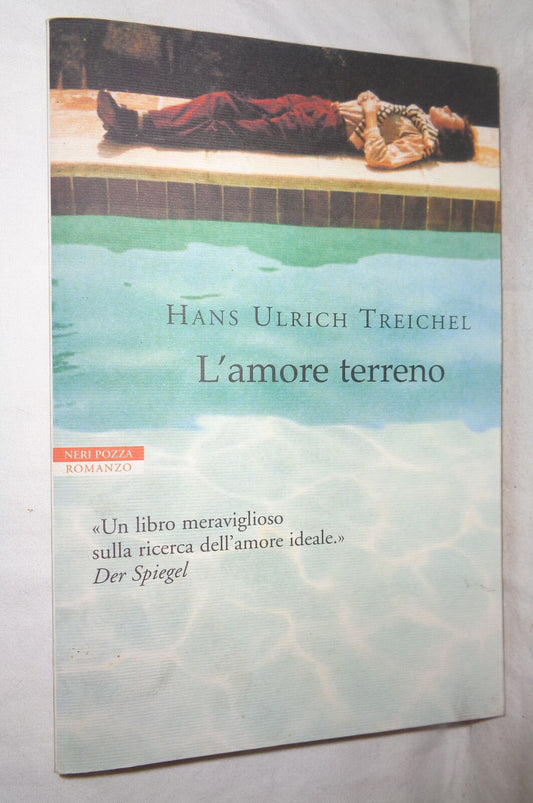 HANS ULRICH TREICHEL
L'amore terreno
NERI POZZA
ROMANZO
«Un libro meraviglioso
sulla ricerca dell'amore ideale.»
Der Spiegel